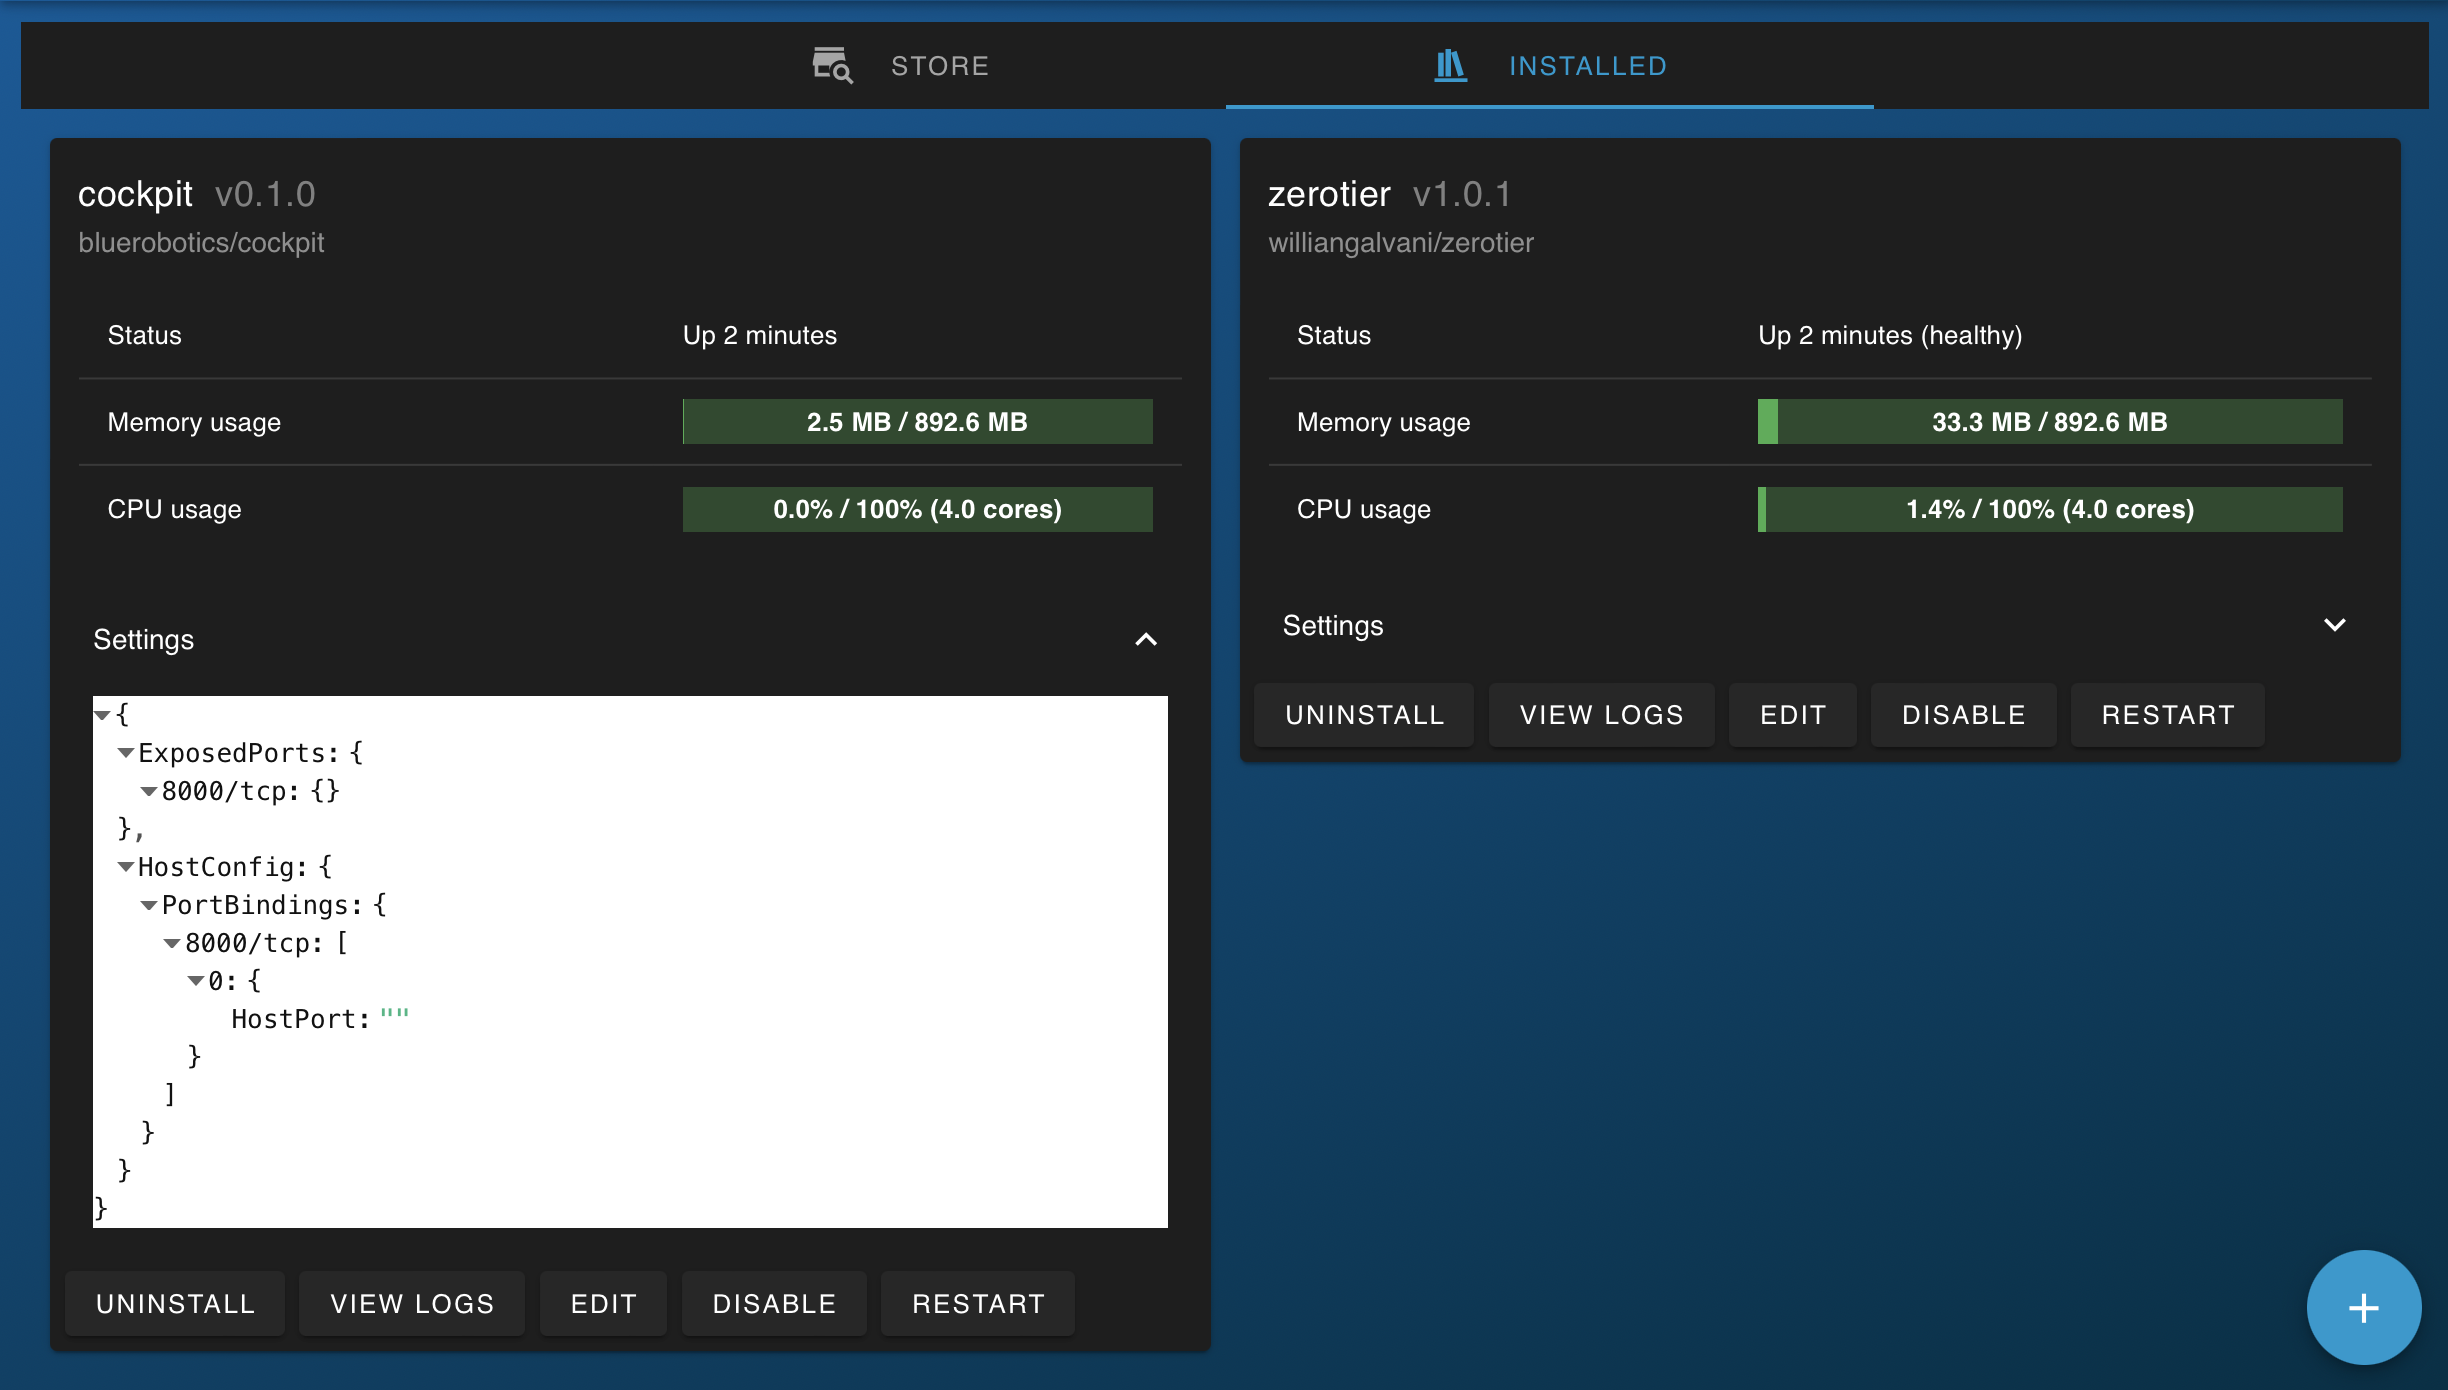 STORE
INSTALLED
cockpit v0.1.0
bluerobotics/cockpit
Status Up 2 minutes
Memory usage 2.5 MB / 892.6 MB
CPU usage 0.0% / 100% (4.0 cores)
Settings
{
ExposedPorts: {
8000/tcp: {}
},
HostConfig: {
PortBindings: {
8000/tcp: [
0: {
HostPort: ""
}
]
}
}
}
UNINSTALL VIEW LOGS EDIT DISABLE RESTART
zerotier v1.0.1
williangalvani/zerotier
Status Up 2 minutes (healthy)
Memory usage 33.3 MB / 892.6 MB
CPU usage 1.4% / 100% (4.0 cores)
Settings
UNINSTALL VIEW LOGS EDIT DISABLE RESTART
+